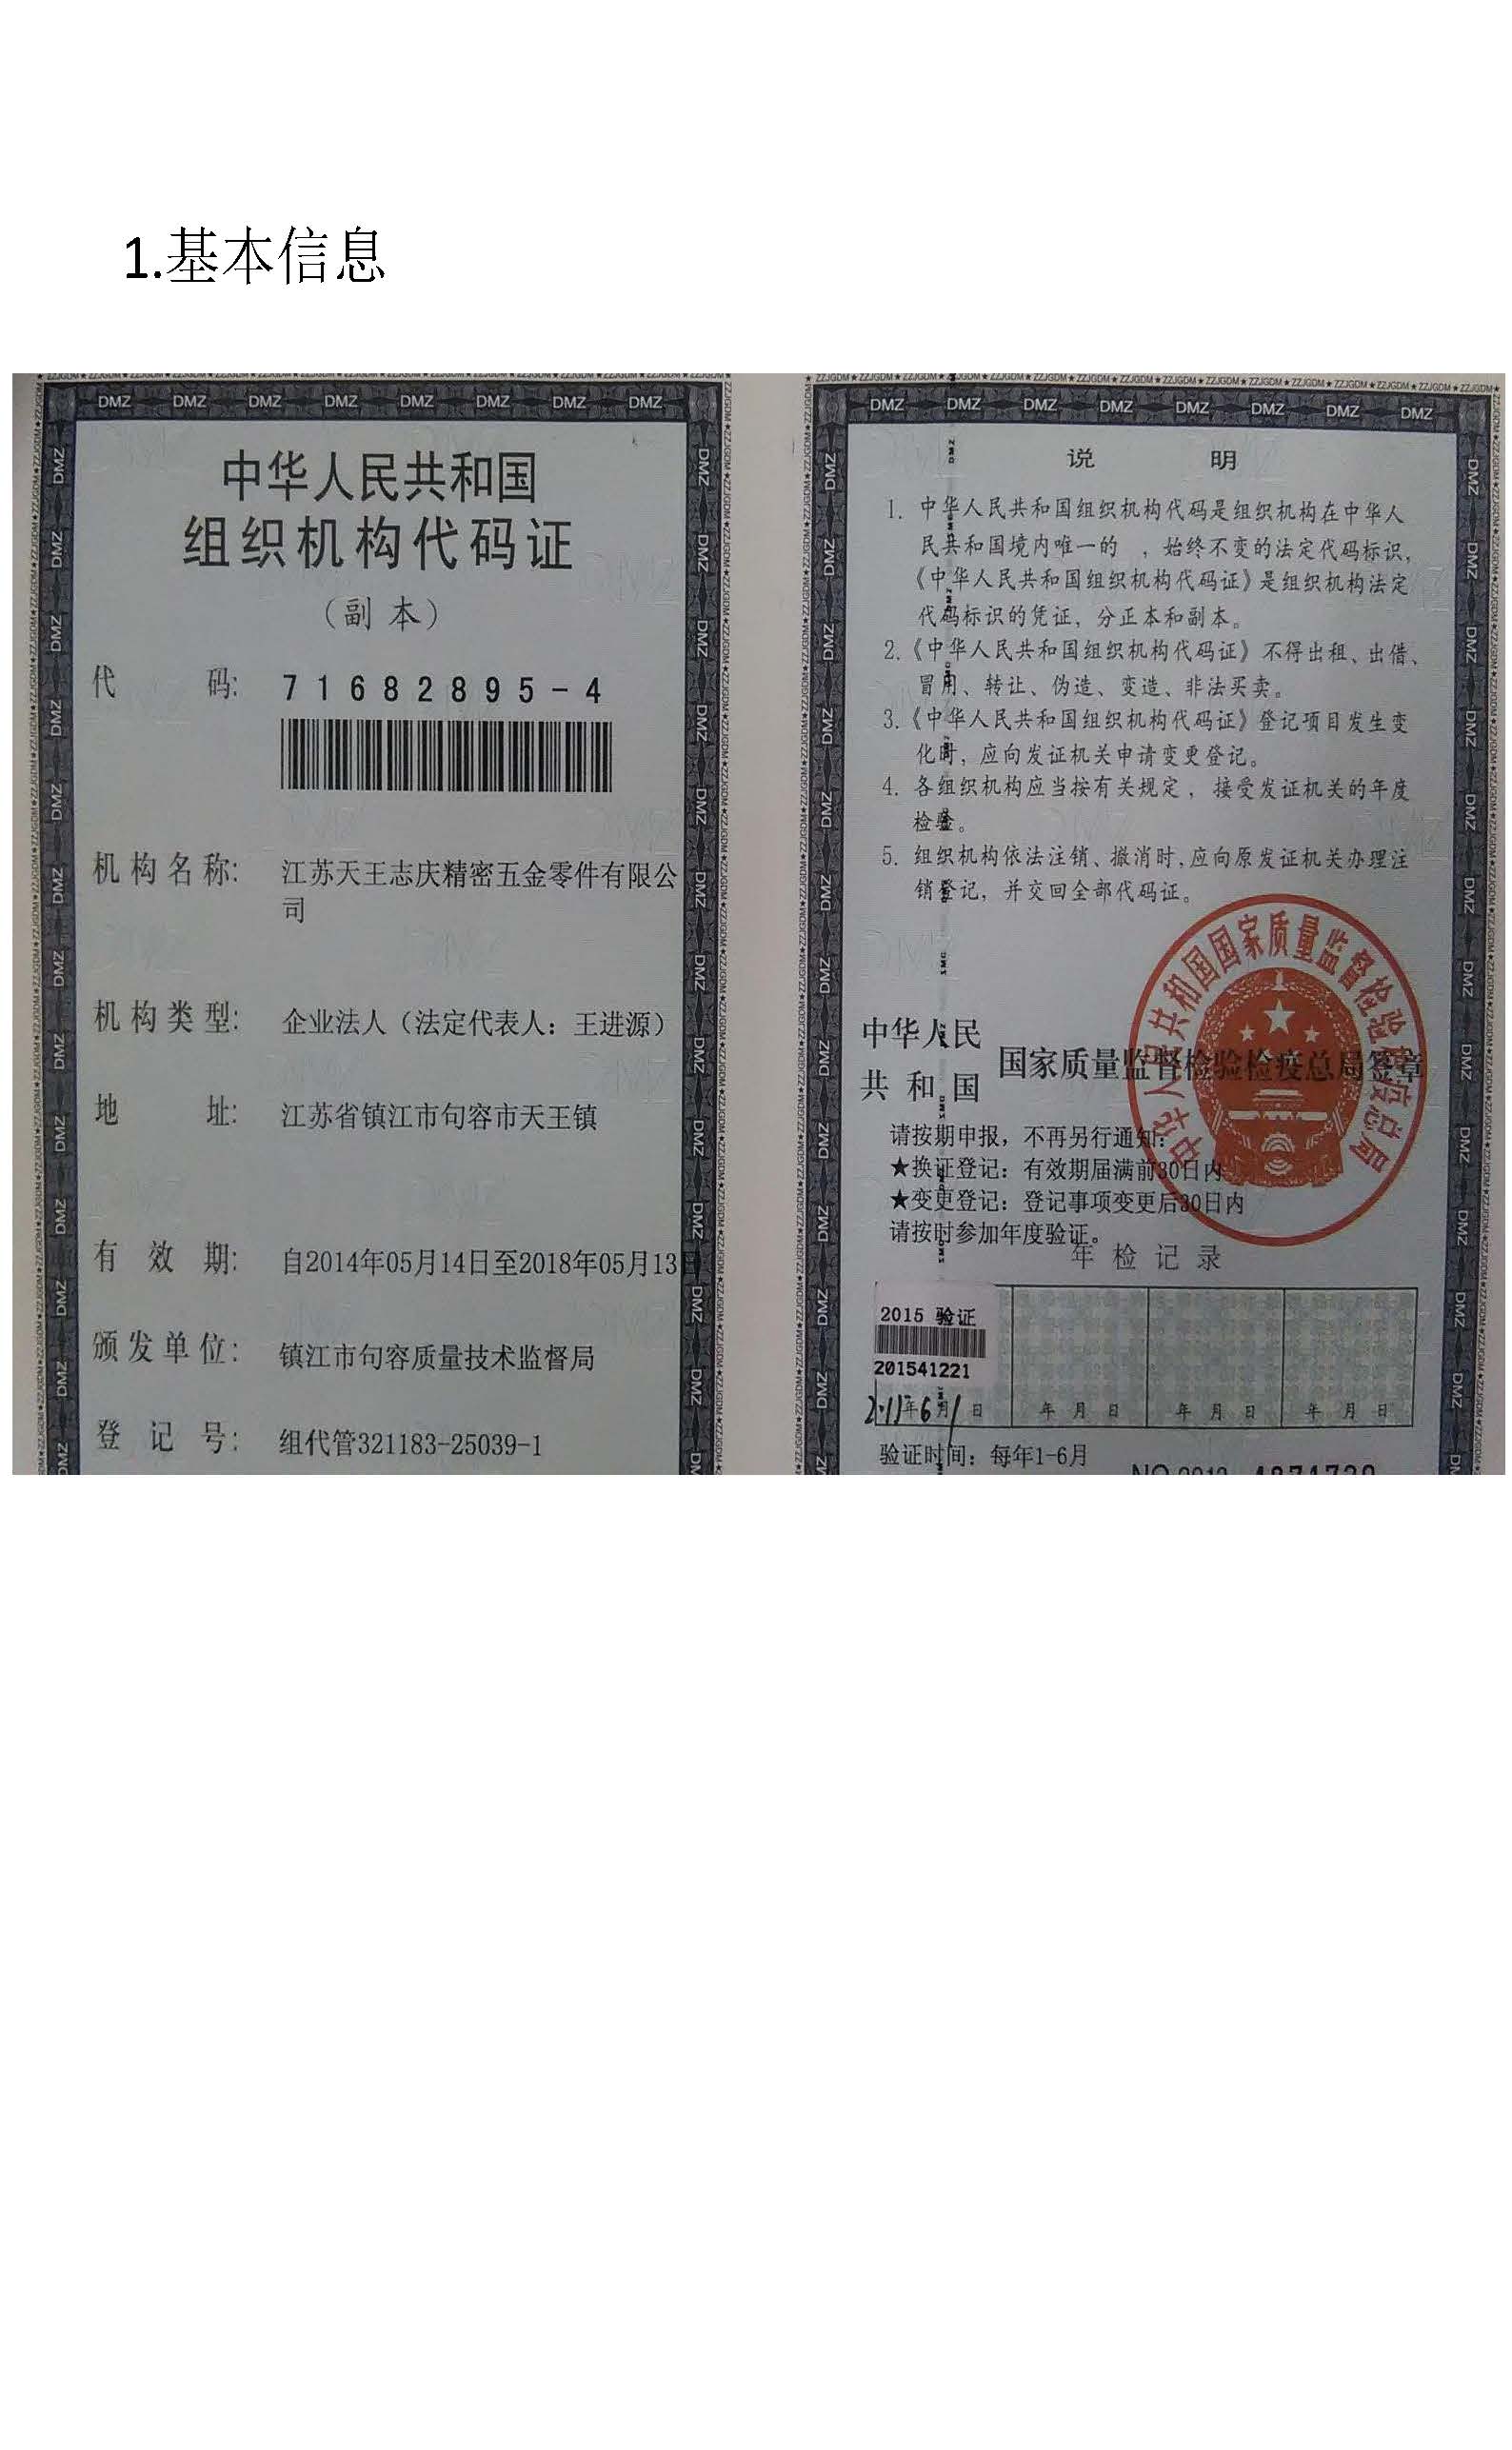 1.基本信息
中华人民共和国
组织机构代码证
（副本）
代 码: 71682895-4
机构名称: 江苏天王志庆精密五金零件有限公
司
机构类型: 企业法人（法定代表人：王进源）
地 址: 江苏省镇江市句容市天王镇
有 效 期: 自2014年05月14日至2018年05月13日
颁发单位: 镇江市句容质量技术监督局
登 记 号: 组代管321183-25039-1
说 明
1. 中华人民共和国组织机构代码是组织机构在中华人
民共和国境内唯一的 ，始终不变的法定代码标识，
《中华人民共和国组织机构代码证》是组织机构法定
代码标识的凭证，分正本和副本。
2.《中华人民共和国组织机构代码证》不得出租、出借、
冒用、转让、伪造、变造、非法买卖。
3.《中华人民共和国组织机构代码证》登记项目发生变
化时，应向发证机关申请变更登记。
4. 各组织机构应当按有关规定，接受发证机关的年度
检验。
5. 组织机构依法注销、撤消时，应向原发证机关办理注
销登记，并交回全部代码证。
中华人民共和国国家质量监督检验检疫总局
中华人民
共和国 国家质量监督检验检疫总局签章
请按期申报，不再另行通知：
★换证登记：有效期届满前30日内
★变更登记：登记事项变更后30日内
请按时参加年度验证。
年检记录
2015 验证
201541221
年6月 日 年 月 日 年 月 日 年 月 日
验证时间：每年1-6月